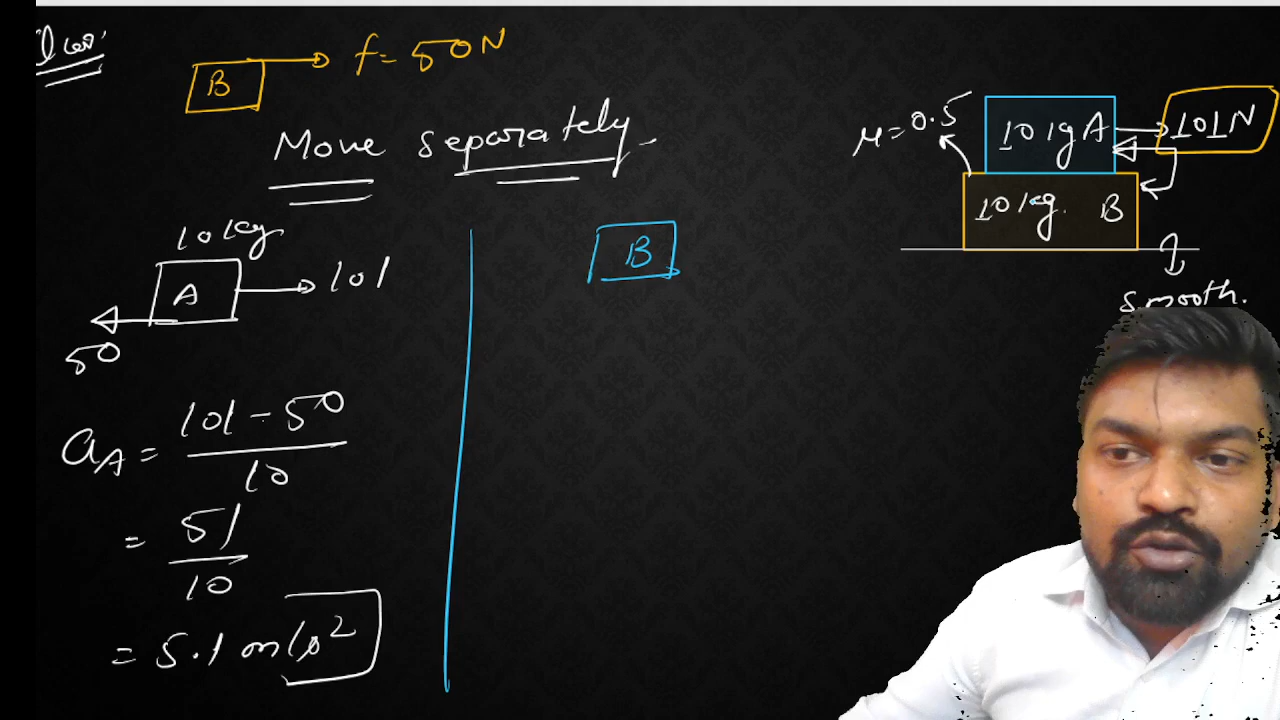 B f = 50N
Move separately
10kg
A 101
50
aA = 101 - 50
10
= 51
10
= 5.1 m/s²
B
μ = 0.5
10kg A 101N
10kg B
smooth.